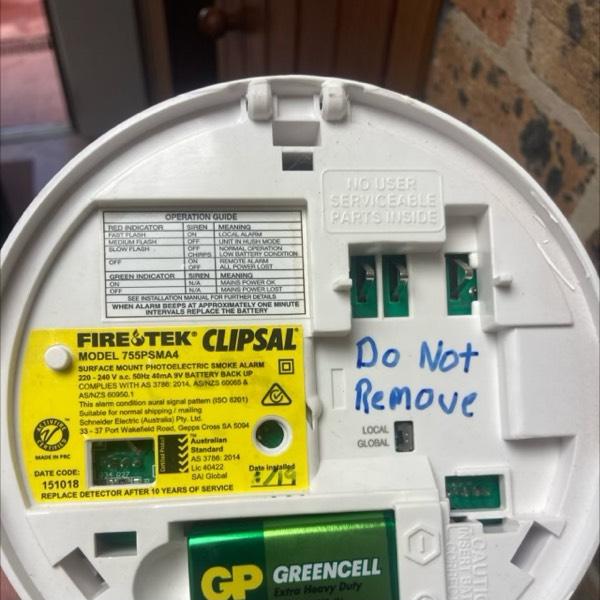 NO USER
SERVICEABLE
PARTS INSIDE
OPERATION GUIDE
RED INDICATOR SIREN MEANING
FAST FLASH ON LOCAL ALARM
MEDIUM FLASH OFF UNIT IN HUSH MODE
SLOW FLASH OFF NORMAL OPERATION
CHIRPS LOW BATTERY CONDITION
OFF ON REMOTE ALARM
OFF ALL POWER LOST
GREEN INDICATOR SIREN MEANING
ON N/A MAINS POWER OK
OFF N/A MAINS POWER LOST
SEE INSTALLATION MANUAL FOR FURTHER DETAILS
WHEN ALARM BEEPS AT APPROXIMATELY ONE MINUTE
INTERVALS REPLACE THE BATTERY
FIRETEK® CLIPSAL®
MODEL 755PSMA4
SURFACE MOUNT PHOTOELECTRIC SMOKE ALARM
220 - 240 V a.c. 50Hz 40mA 9V BATTERY BACK UP
COMPLIES WITH AS 3786: 2014, AS/NZS 60065 &
AS/NZS 60950.1
This alarm condition aural signal pattern (ISO 8201)
Suitable for normal shipping / mailing
Schneider Electric (Australia) Pty. Ltd.
33 - 37 Port Wakefield Road, Gepps Cross SA 5094
MADE IN PRC
Certified Product
Australian
Standard
AS 3786: 2014
Lic 40422
SAI Global
DATE CODE:
151018
Date installed
/19
REPLACE DETECTOR AFTER 10 YEARS OF SERVICE
Do Not
Remove
LOCAL
GLOBAL
GP GREENCELL
Extra Heavy Duty
CAUTION